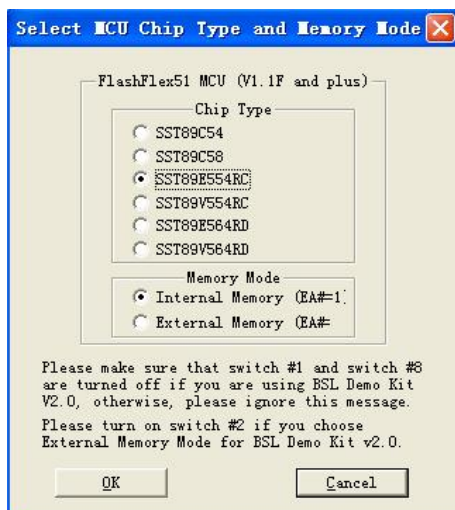 Select MCU Chip Type and Memory Mode
FlashFlex51 MCU (V1.1F and plus)
Chip Type
SST89C54
SST89C58
SST89E554RC
SST89V554RC
SST89E564RD
SST89V564RD
Memory Mode
Internal Memory (EA#=1)
External Memory (EA#=
Please make sure that switch #1 and switch #8
are turned off if you are using BSL Demo Kit
V2.0, otherwise, please ignore this message.
Please turn on switch #2 if you choose
External Memory Mode for BSL Demo Kit v2.0.
OK
Cancel